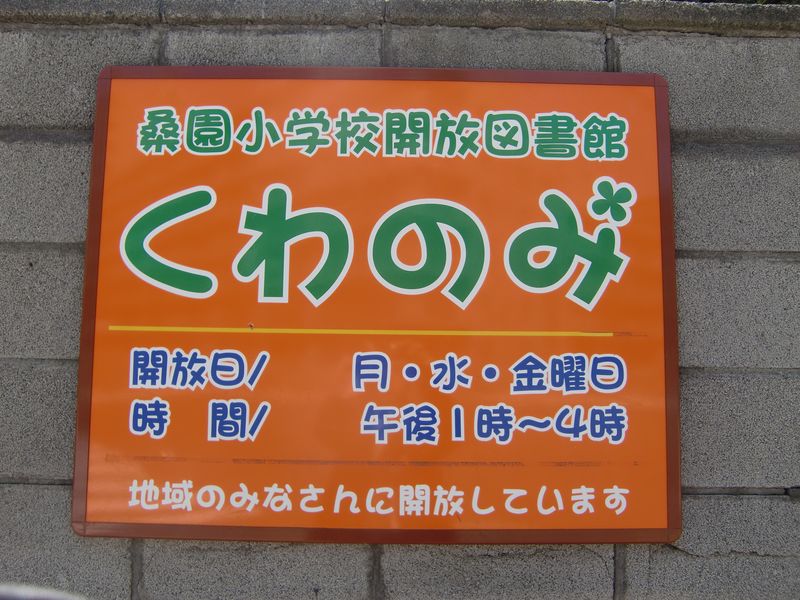 桑園小学校開放図書館
くわのみ
開放日/ 月・水・金曜日
時 間/ 午後1時～4時
地域のみなさんに開放しています